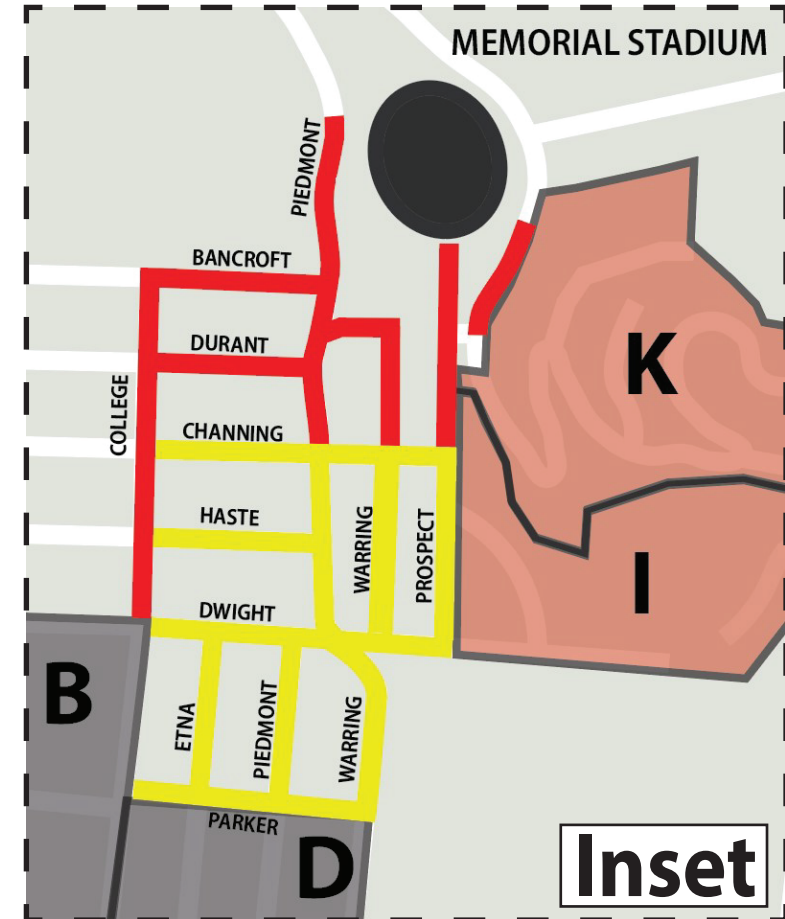 MEMORIAL STADIUM
PIEDMONT
BANCROFT
DURANT
COLLEGE
K
CHANNING
HASTE
WARRING
PROSPECT
I
DWIGHT
B
ETNA
PIEDMONT
WARRING
PARKER
D
Inset